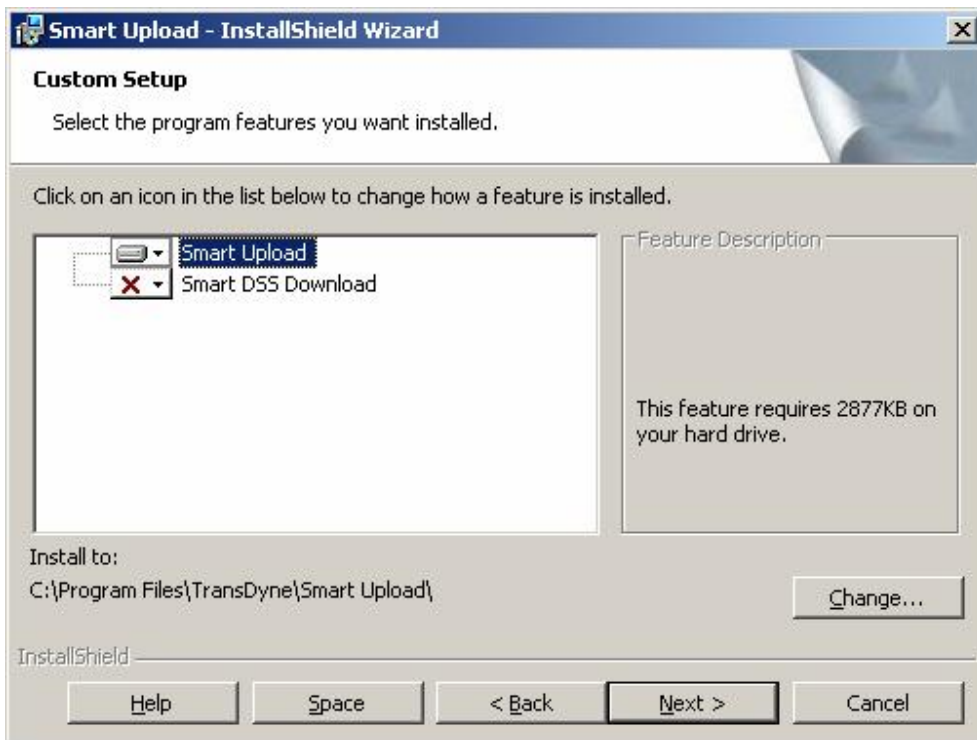 Smart Upload - InstallShield Wizard
Custom Setup
Select the program features you want installed.
Click on an icon in the list below to change how a feature is installed.
Smart Upload
Smart DSS Download
Feature Description
This feature requires 2877KB on
your hard drive.
Install to:
C:\Program Files\TransDyne\Smart Upload\
Change...
InstallShield
Help
Space
< Back
Next >
Cancel